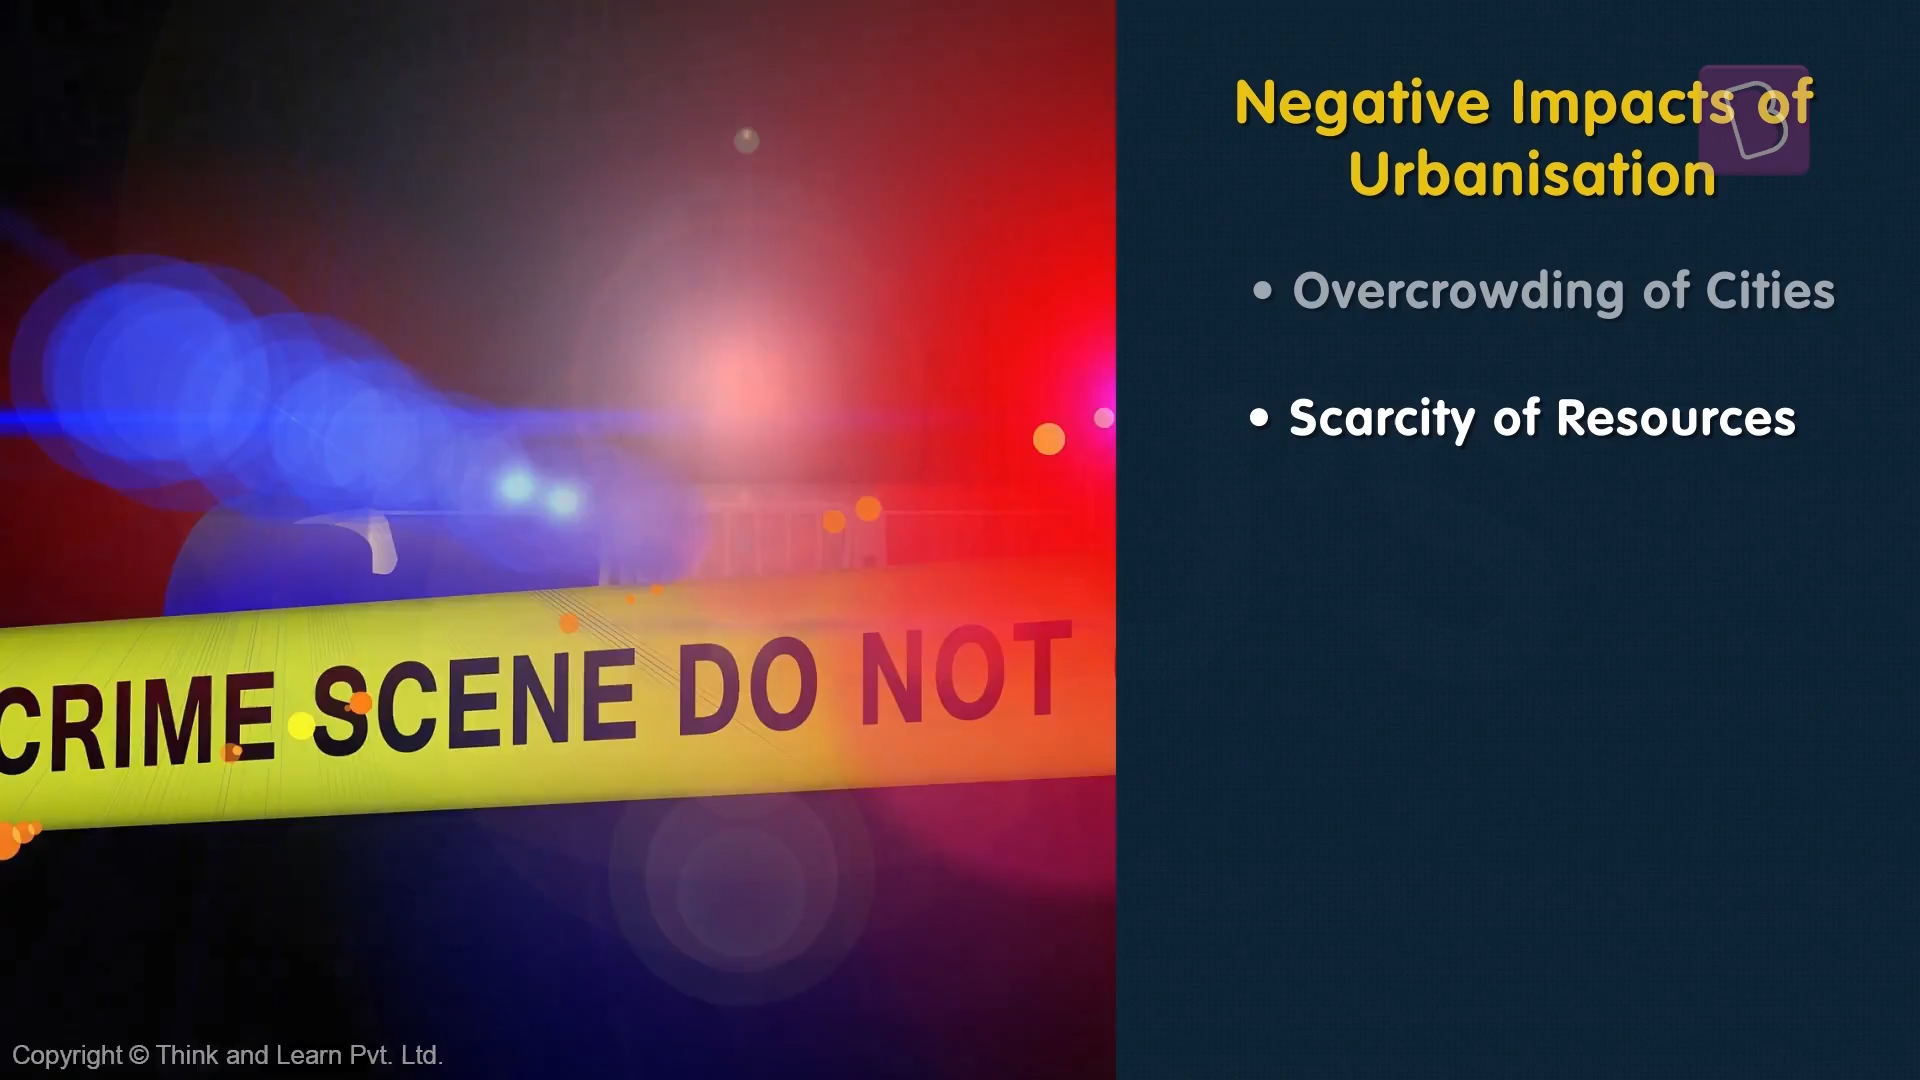 Negative Impacts of
Urbanisation
• Overcrowding of Cities
• Scarcity of Resources
CRIME SCENE DO NOT
Copyright © Think and Learn Pvt. Ltd.